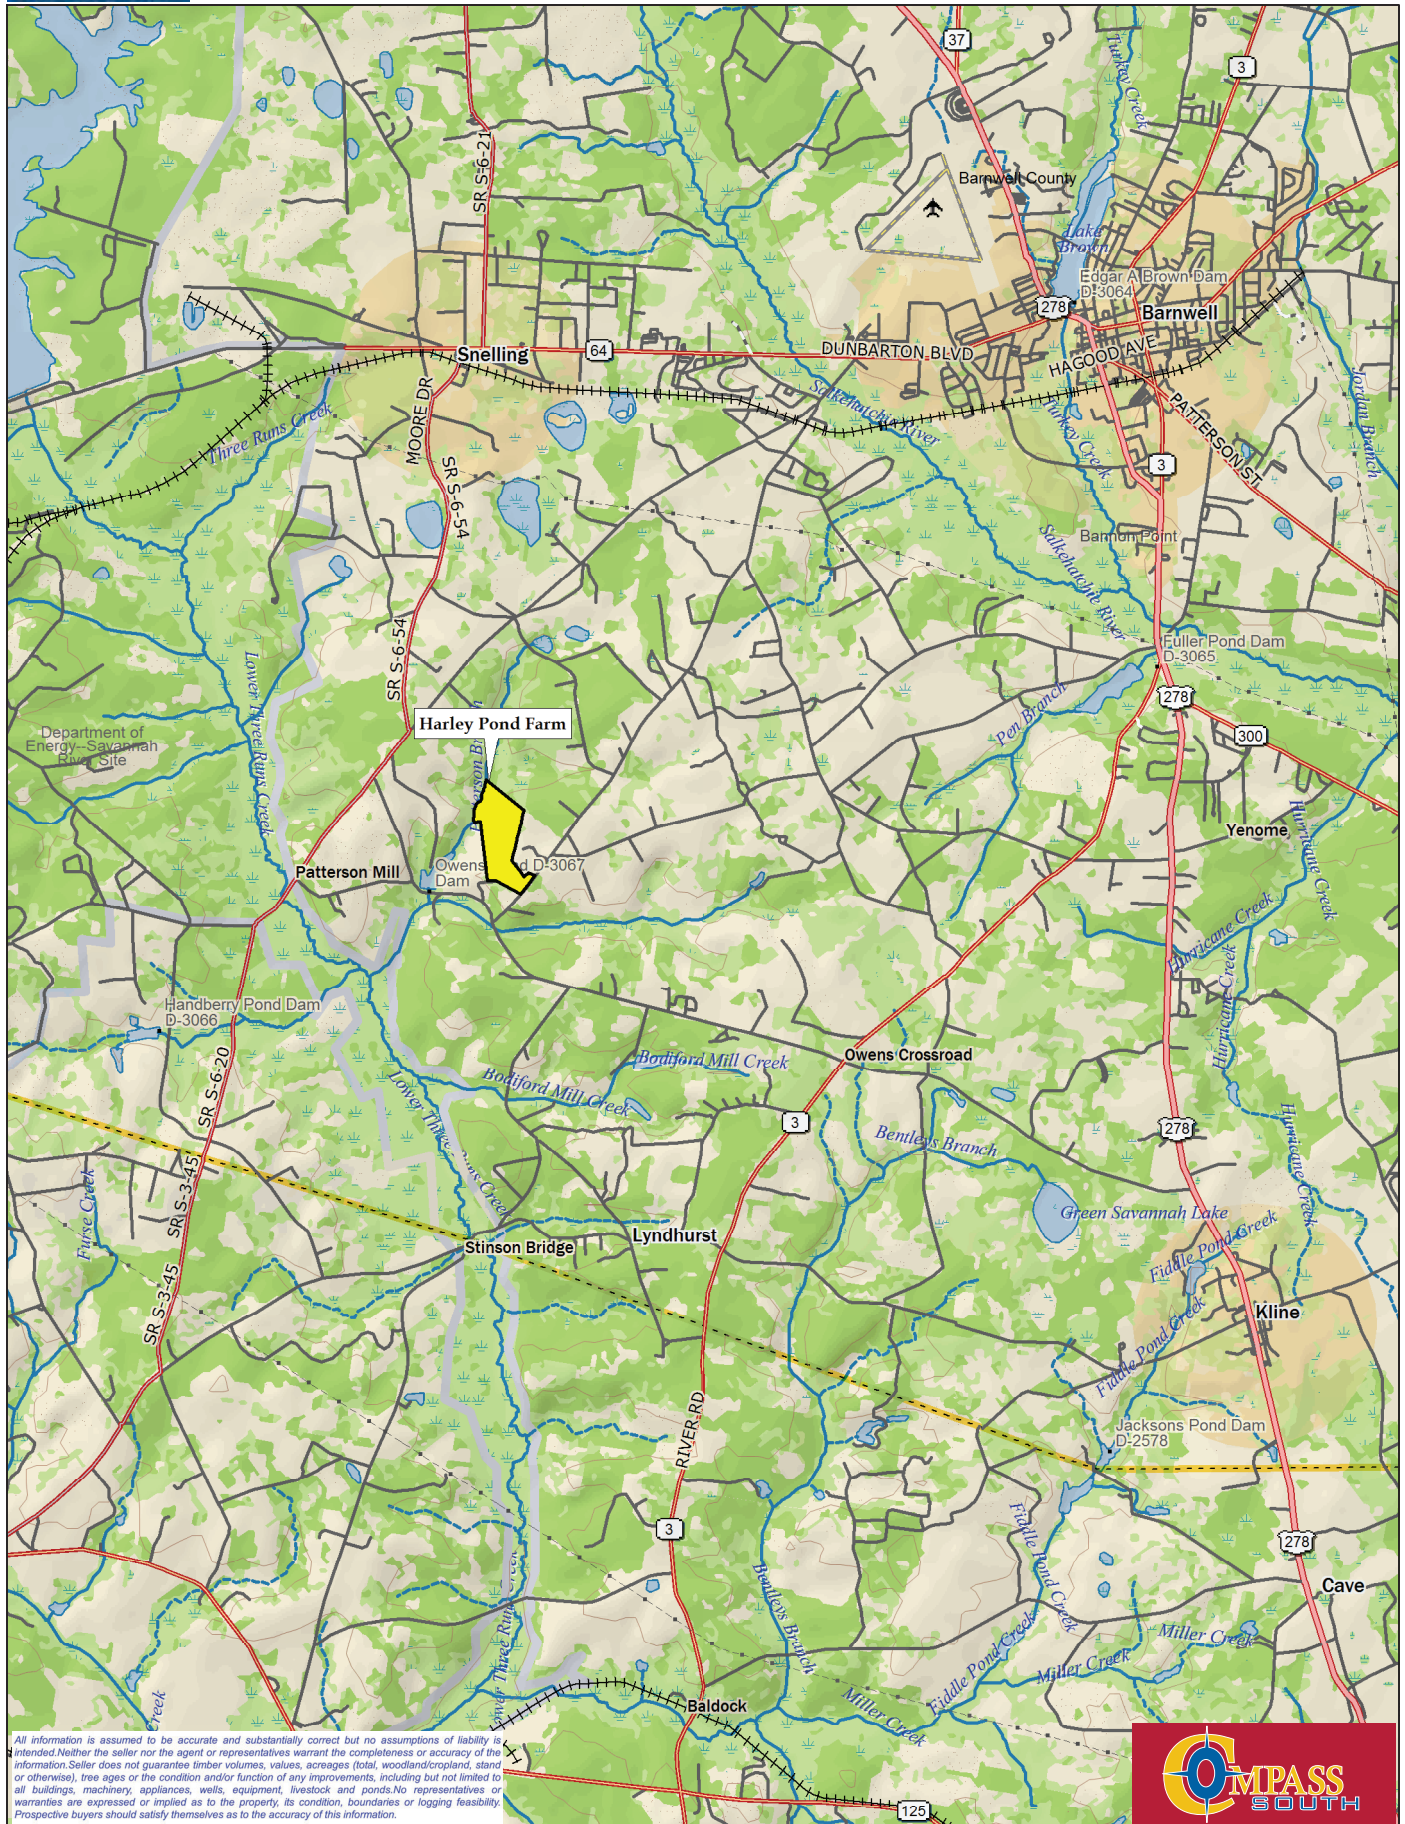 37
3
Turkey Creek
SR S-6-21
Barnwell County
Lake
Brown
Edgar A Brown Dam
D-3064
278
Barnwell
Snelling
64
DUNBARTON BLVD
HAGOOD AVE
MOORE DR
Three Runs Creek
Salkehatchie River
Turkey Creek
PATTERSON ST
Jordan Branch
SR S-6-54
3
Bannon Point
Salkehatchie River
SR S-6-54
Fuller Pond Dam
D-3065
Lower Three Runs Creek
278
Pen Branch
Harley Pond Farm
Department of
Energy--Savannah
River Site
300
Yenome
Hurricane Creek
Patterson Mill
D-3067
Dam
Hurricane Creek
Hurricane Creek
Handberry Pond Dam
D-3066
SR S-6-20
Owens Crossroad
Bodiford Mill Creek
Bodiford Mill Creek
Lower Three
3
278
Bentleys Branch
Hurricane Creek
Furse Creek
SR S-3-45
Green Savannah Lake
Fiddle Pond Creek
Stinson Bridge
Lyndhurst
SR S-3-45
Kline
Fiddle Pond Creek
RIVER RD
Jacksons Pond Dam
D-2578
3
Fiddle Pond Creek
278
Bentleys Branch
Cave
Miller Creek
Fiddle Pond Creek
Miller Creek
Creek
Baldock
Miller Creek
125
All information is assumed to be accurate and substantially correct but no assumptions of liability is
intended.Neither the seller nor the agent or representatives warrant the completeness or accuracy of the
information.Seller does not guarantee timber volumes, values, acreages (total, woodland/cropland, stand
or otherwise), tree ages or the condition and/or function of any improvements, including but not limited to
all buildings, machinery, appliances, wells, equipment, livestock and ponds.No representatives or
warranties are expressed or implied as to the property, its condition, boundaries or logging feasibility.
Prospective buyers should satisfy themselves as to the accuracy of this information.
COMPASS
SOUTH